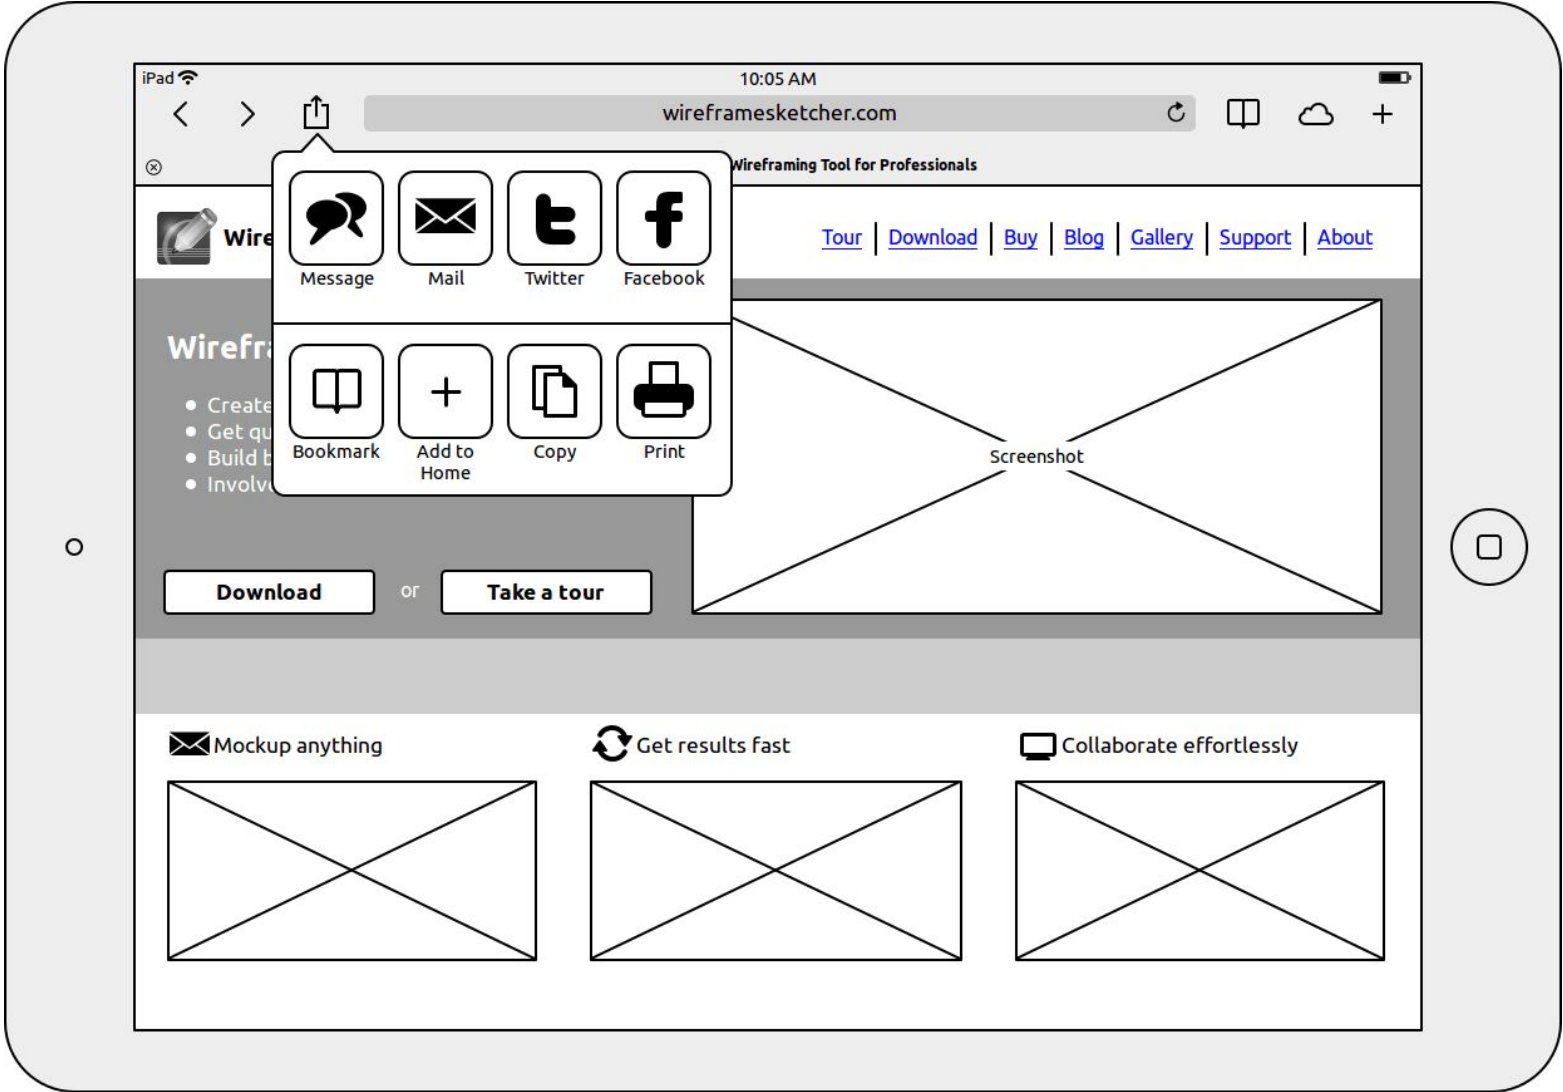 iPad 10:05 AM
wireframesketcher.com
Wireframing Tool for Professionals
Wire
Tour Download Buy Blog Gallery Support About
Message Mail Twitter Facebook
Wirefra
Create
Get qu
Build b
Involve
Bookmark Add to Home Copy Print
Screenshot
Download or Take a tour
Mockup anything Get results fast Collaborate effortlessly